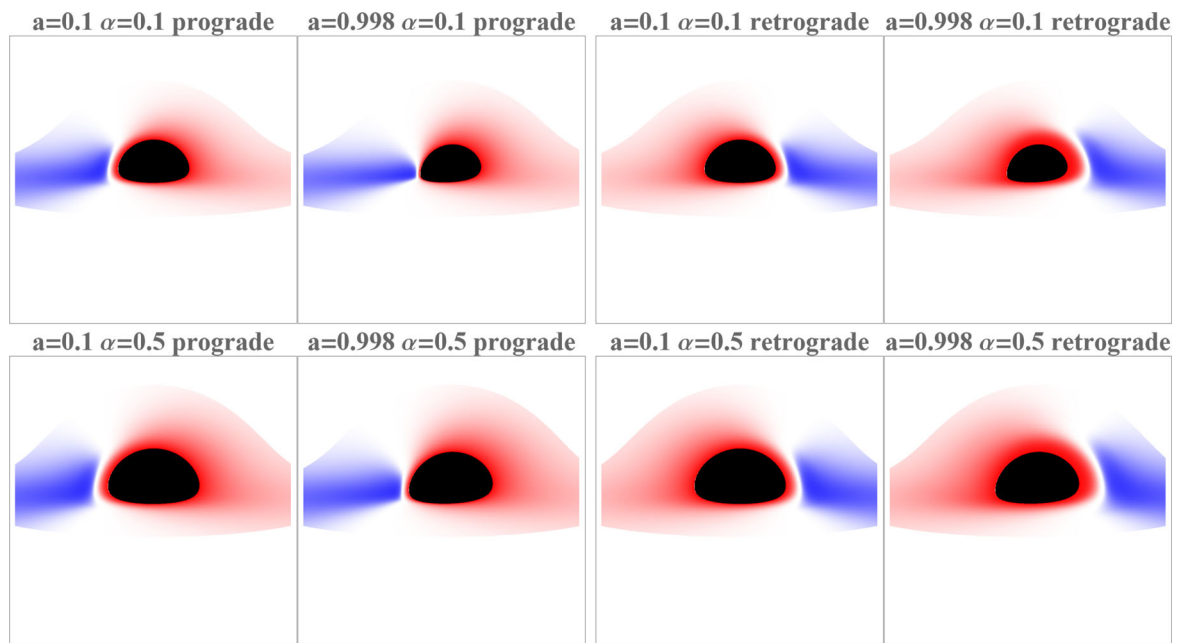 a=0.1 α=0.1 prograde
a=0.998 α=0.1 prograde
a=0.1 α=0.1 retrograde
a=0.998 α=0.1 retrograde
a=0.1 α=0.5 prograde
a=0.998 α=0.5 prograde
a=0.1 α=0.5 retrograde
a=0.998 α=0.5 retrograde